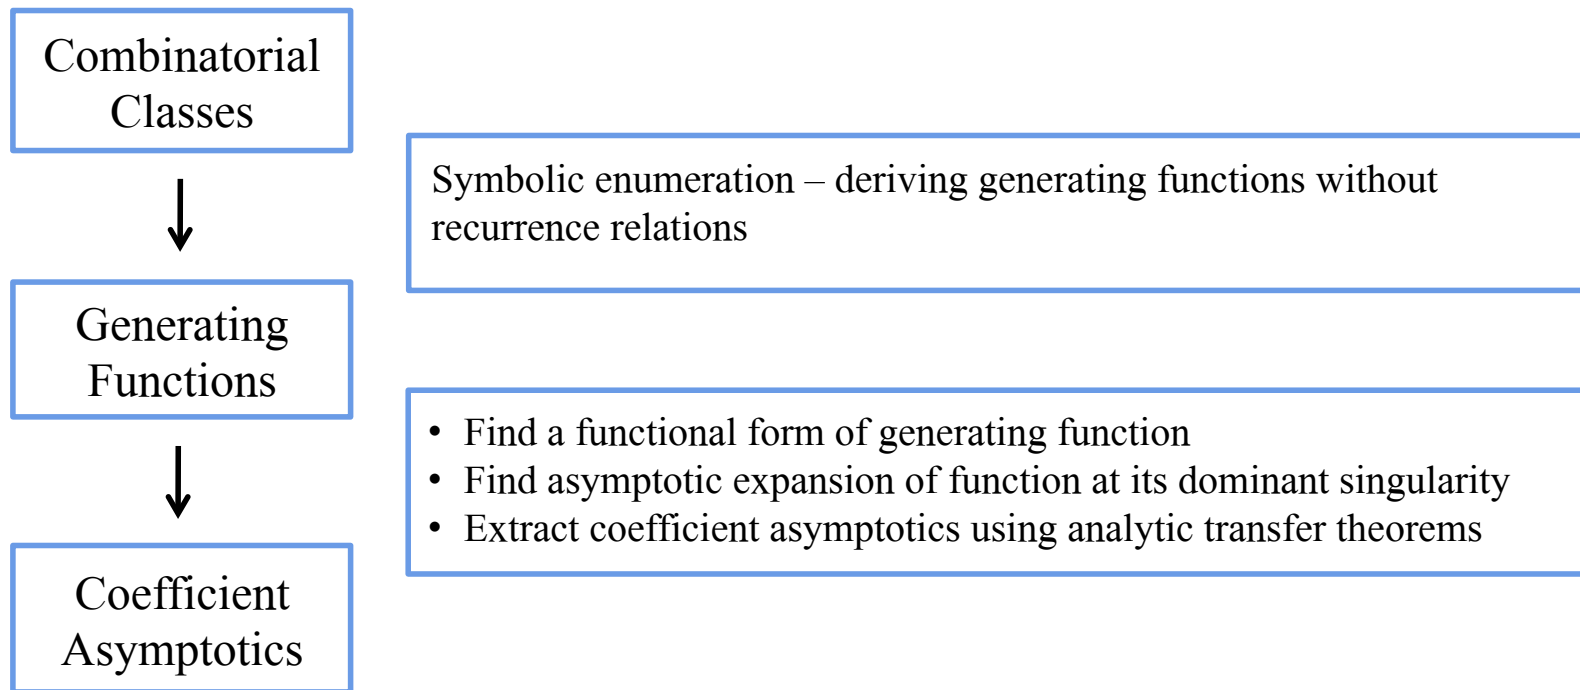 Combinatorial
Classes
Symbolic enumeration – deriving generating functions without
recurrence relations
Generating
Functions
• Find a functional form of generating function
• Find asymptotic expansion of function at its dominant singularity
• Extract coefficient asymptotics using analytic transfer theorems
Coefficient
Asymptotics